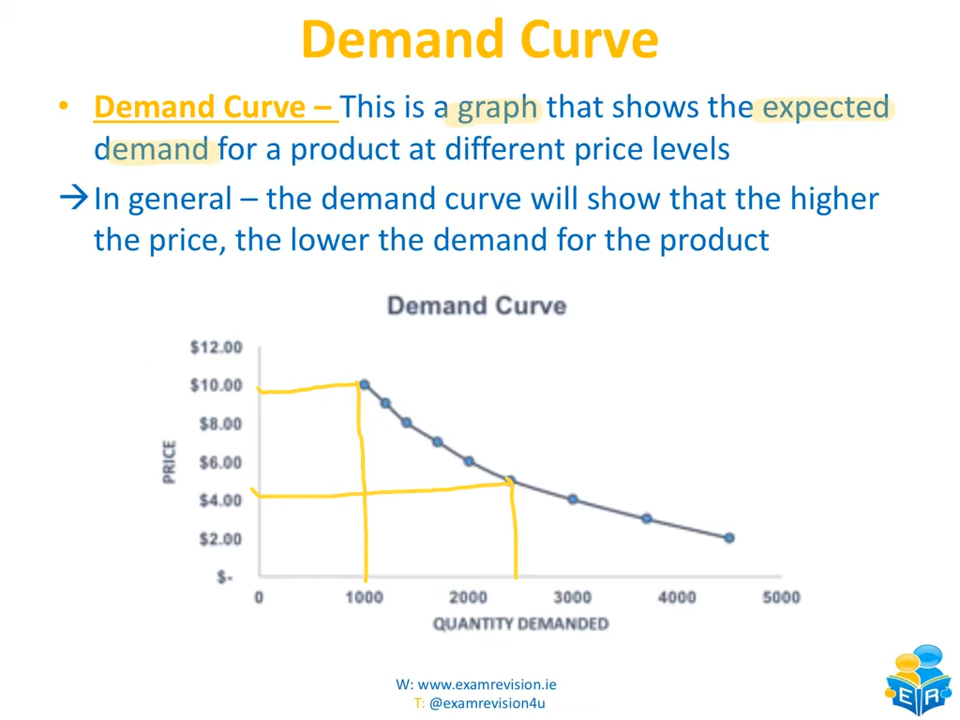 Demand Curve
• Demand Curve – This is a graph that shows the expected
demand for a product at different price levels
→In general – the demand curve will show that the higher
the price, the lower the demand for the product
Demand Curve
$12.00
$10.00
$8.00
$6.00
$4.00
$2.00
$-
PRICE
0 1000 2000 3000 4000 5000
QUANTITY DEMANDED
W: www.examrevision.ie
T: @examrevision4u
E R